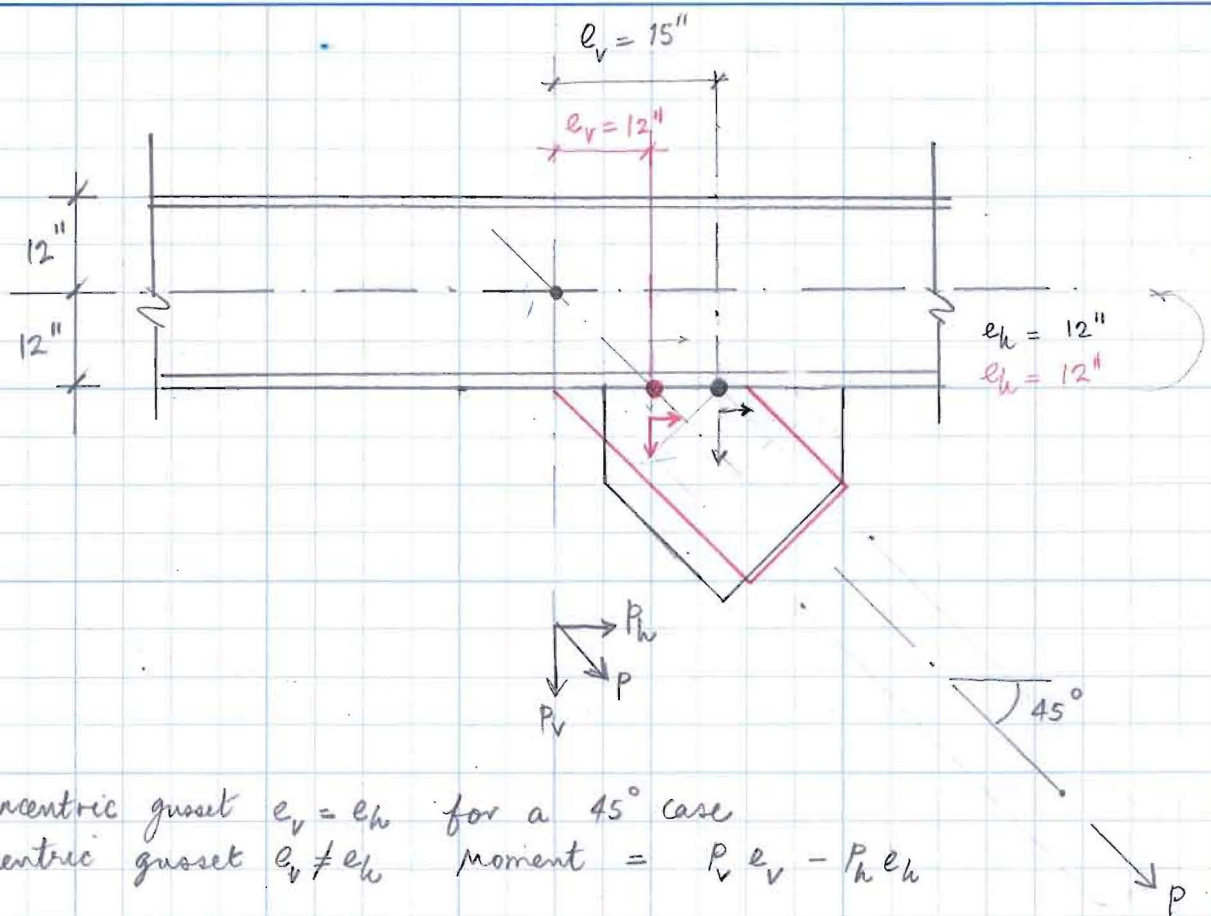 e_v = 15"
e_v = 12"
12"
12"
e_h = 12"
e_h = 12"
P_h
P
P_v
45°
ncentric gusset e_v = e_h for a 45° case
entric gusset e_v ≠ e_h Moment = P_v e_v - P_h e_h
P